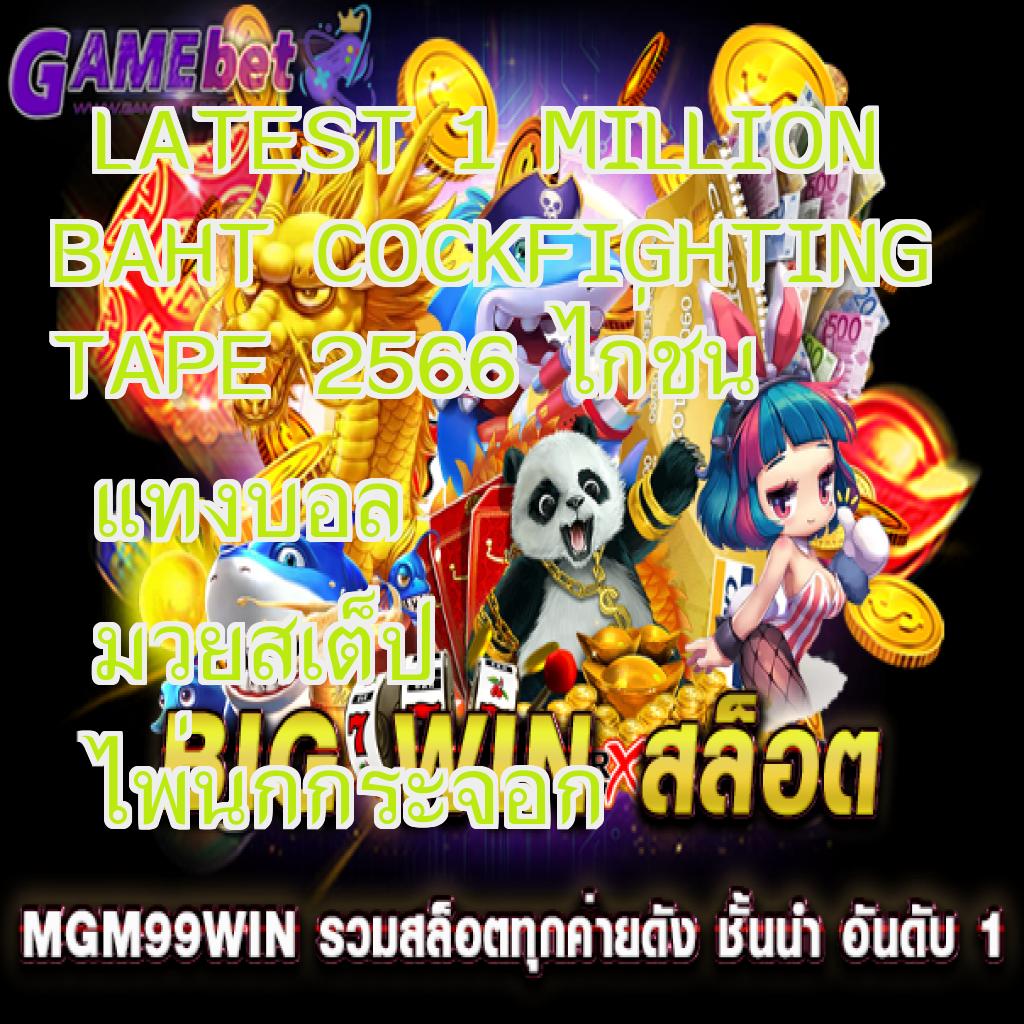 GAMEbet
LATEST 1 MILLION
BAHT COCKFIGHTING
TAPE 2566 ไก่ชน
แทงบอล
มวยสเต็ป
ไพ่นกกระจอก
BIG WIN X สล็อต
MGM99WIN รวมสล็อตทุกค่ายดัง ชั้นนำ อันดับ 1